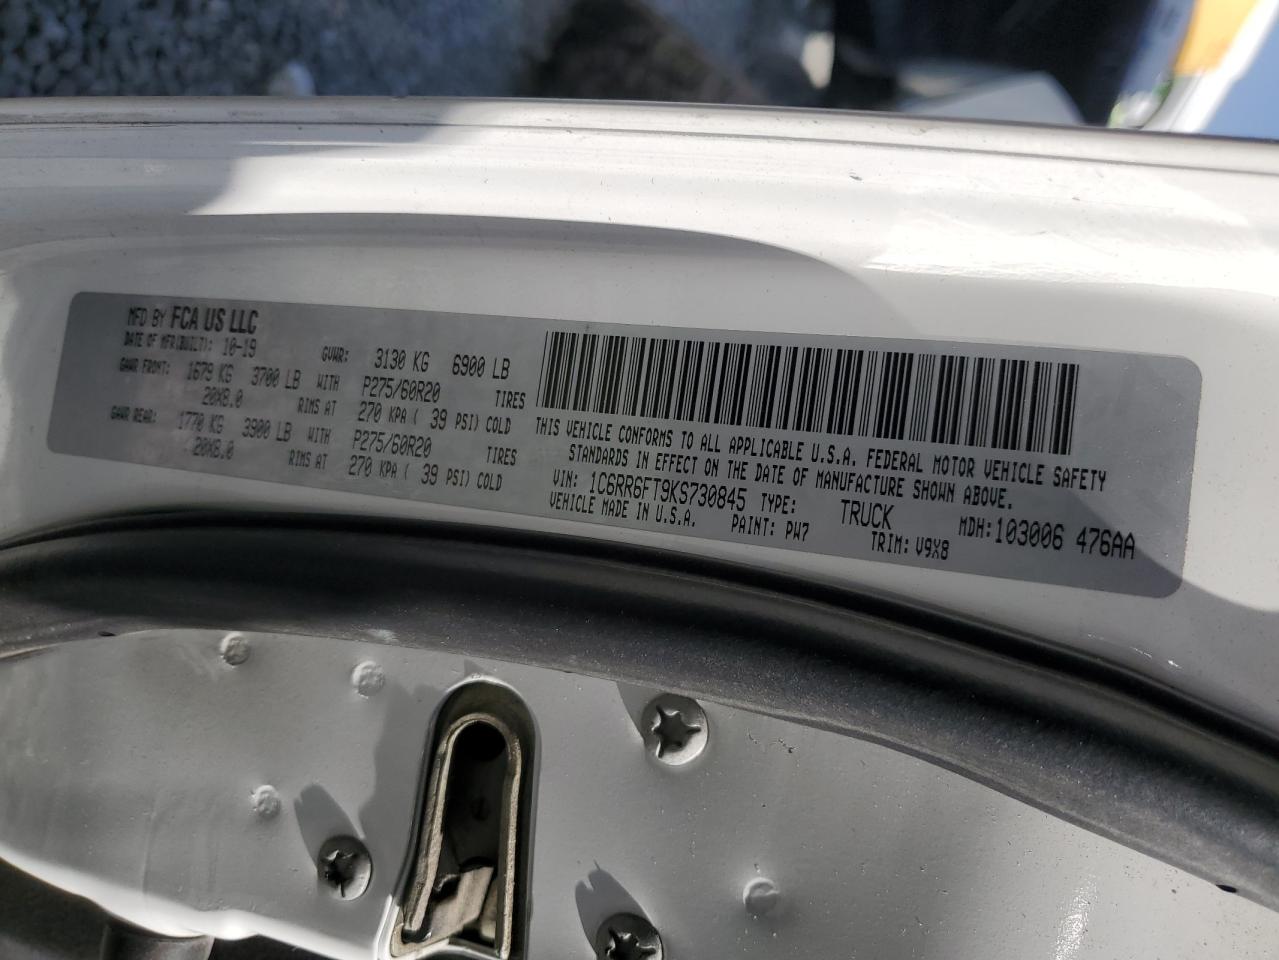 MFD BY FCA US LLC
DATE OF MFR(BUILT): 10-19 GVWR: 3130 KG 6900 LB
GAWR FRONT: 1679 KG 3700 LB WITH P275/60R20 TIRES
20X8.0 RIMS AT 270 KPA ( 39 PSI) COLD
GAWR REAR: 1770 KG 3900 LB WITH P275/60R20 TIRES
20X8.0 RIMS AT 270 KPA ( 39 PSI) COLD
THIS VEHICLE CONFORMS TO ALL APPLICABLE U.S.A. FEDERAL MOTOR VEHICLE SAFETY
STANDARDS IN EFFECT ON THE DATE OF MANUFACTURE SHOWN ABOVE.
VIN: 1C6RR6FT9KS730845 TYPE: TRUCK MDH:103006 476AA
VEHICLE MADE IN U.S.A. PAINT: PW7 TRIM: V9X8